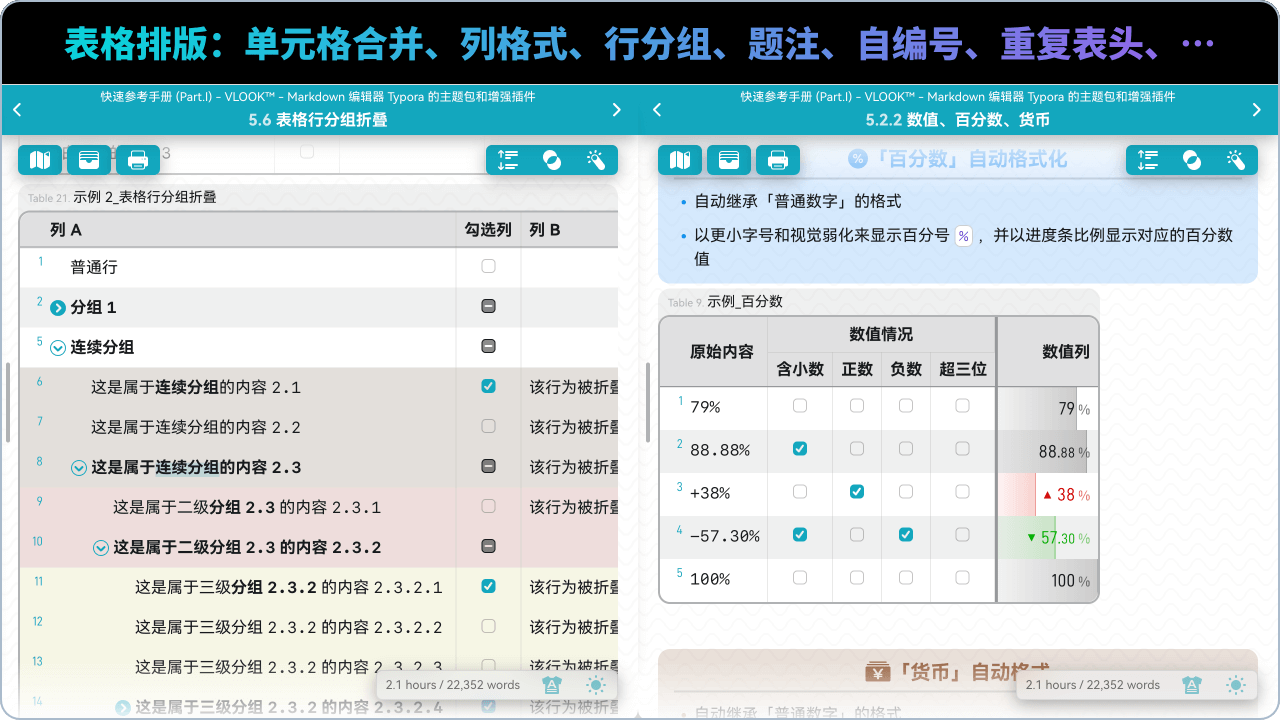 表格排版：单元格合并、列格式、行分组、题注、自编号、重复表头、…
快速参考手册 (Part.I) – VLOOK™ – Markdown 编辑器 Typora 的主题包和增强插件
5.6 表格行分组折叠
3
Table 21. 示例 2_表格行分组折叠
列 A 勾选列 列 B
1 普通行
2 分组 1
5 连续分组
6 这是属于连续分组的内容 2.1 该行为被折叠
7 这是属于连续分组的内容 2.2
8 这是属于连续分组的内容 2.3 该行为被折叠
9 这是属于二级分组 2.3 的内容 2.3.1 该行为被折叠
10 这是属于二级分组 2.3 的内容 2.3.2 该行为被折叠
11 这是属于三级分组 2.3.2 的内容 2.3.2.1 该行为被折叠
12 这是属于三级分组 2.3.2 的内容 2.3.2.2 该行为被折叠
13 这是属于三级分组 2.3.2 的内容 2.3.2.3 该行为被折叠
14 这是属于三级分组 2.3.2 的内容 2.3.2.4 该行为被折叠
2.1 hours / 22,352 words
快速参考手册 (Part.I) – VLOOK™ – Markdown 编辑器 Typora 的主题包和增强插件
5.2.2 数值、百分数、货币
% 「百分数」自动格式化
• 自动继承「普通数字」的格式
• 以更小字号和视觉弱化来显示百分号 % ，并以进度条比例显示对应的百分数
值
Table 9. 示例_百分数
原始内容 数值情况 数值列
含小数 正数 负数 超三位
1 79% 79 %
2 88.88% 88.88 %
3 +38% ▲ 38 %
4 −57.30% ▼ 57.30 %
5 100% 100 %
¥ 「货币」自动格式
• 自动继承「普通数字」的格式
2.1 hours / 22,352 words